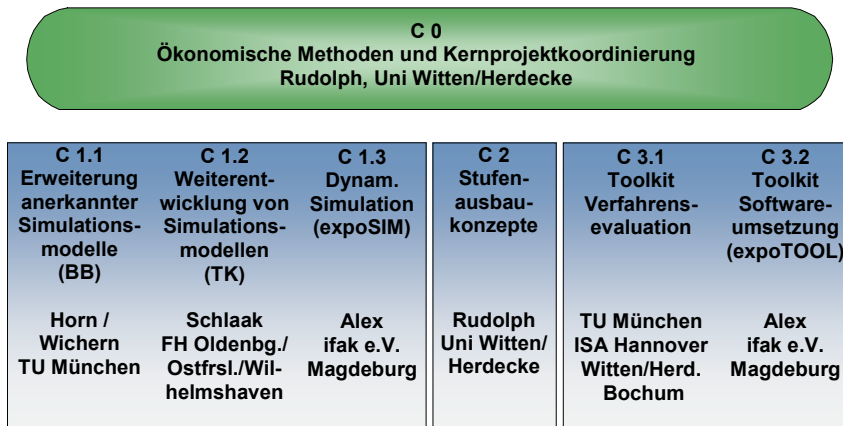 C 0
Ökonomische Methoden und Kernprojektkoordinierung
Rudolph, Uni Witten/Herdecke
C 1.1
Erweiterung
anerkannter
Simulations-
modelle
(BB)
Horn /
Wichern
TU München
C 1.2
Weiterent-
wicklung von
Simulations-
modellen
(TK)
Schlaak
FH Oldenbg./
Ostfrsl./Wil-
helmshaven
C 1.3
Dynam.
Simulation
(expoSIM)
Alex
ifak e.V.
Magdeburg
C 2
Stufen-
ausbau-
konzepte
Rudolph
Uni Witten/
Herdecke
C 3.1
Toolkit
Verfahrens-
evaluation
TU München
ISA Hannover
Witten/Herd.
Bochum
C 3.2
Toolkit
Software-
umsetzung
(expoTOOL)
Alex
ifak e.V.
Magdeburg